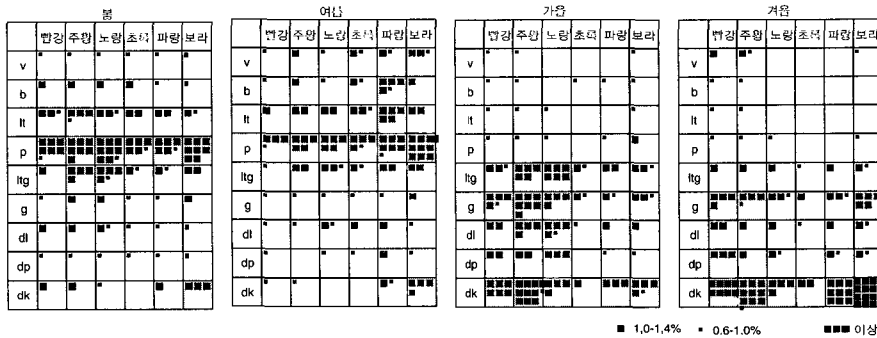 봄
빨강 주황 노랑 초록 파랑 보라
v
b
lt
p
ltg
g
dl
dp
dk
여름
빨강 주황 노랑 초록 파랑 보라
v
b
lt
p
ltg
g
dl
dp
dk
가을
빨강 주황 노랑 초록 파랑 보라
v
b
lt
p
ltg
g
dl
dp
dk
겨울
빨강 주황 노랑 초록 파랑 보라
v
b
lt
p
ltg
g
dl
dp
dk
1,0-1,4% 0.6-1.0% 이상